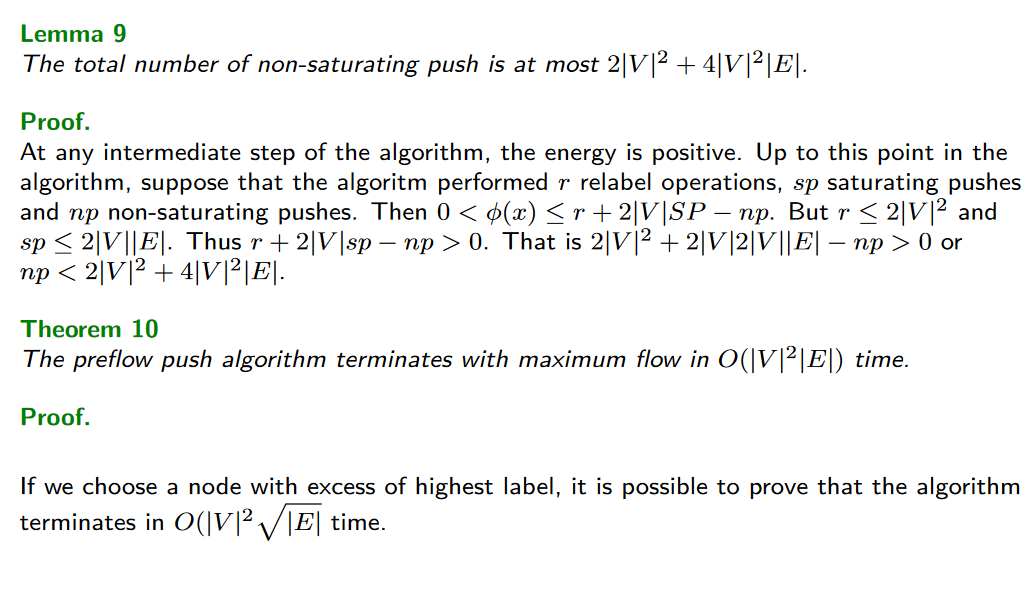 Lemma 9
The total number of non-saturating push is at most 2|V|² + 4|V|²|E|.
Proof.
At any intermediate step of the algorithm, the energy is positive. Up to this point in the
algorithm, suppose that the algoritm performed r relabel operations, sp saturating pushes
and np non-saturating pushes. Then 0 < ϕ(x) ≤ r + 2|V|SP − np. But r ≤ 2|V|² and
sp ≤ 2|V||E|. Thus r + 2|V|sp − np > 0. That is 2|V|² + 2|V|2|V||E| − np > 0 or
np < 2|V|² + 4|V|²|E|.
Theorem 10
The preflow push algorithm terminates with maximum flow in O(|V|²|E|) time.
Proof.
If we choose a node with excess of highest label, it is possible to prove that the algorithm
terminates in O(|V|²√|E| time.